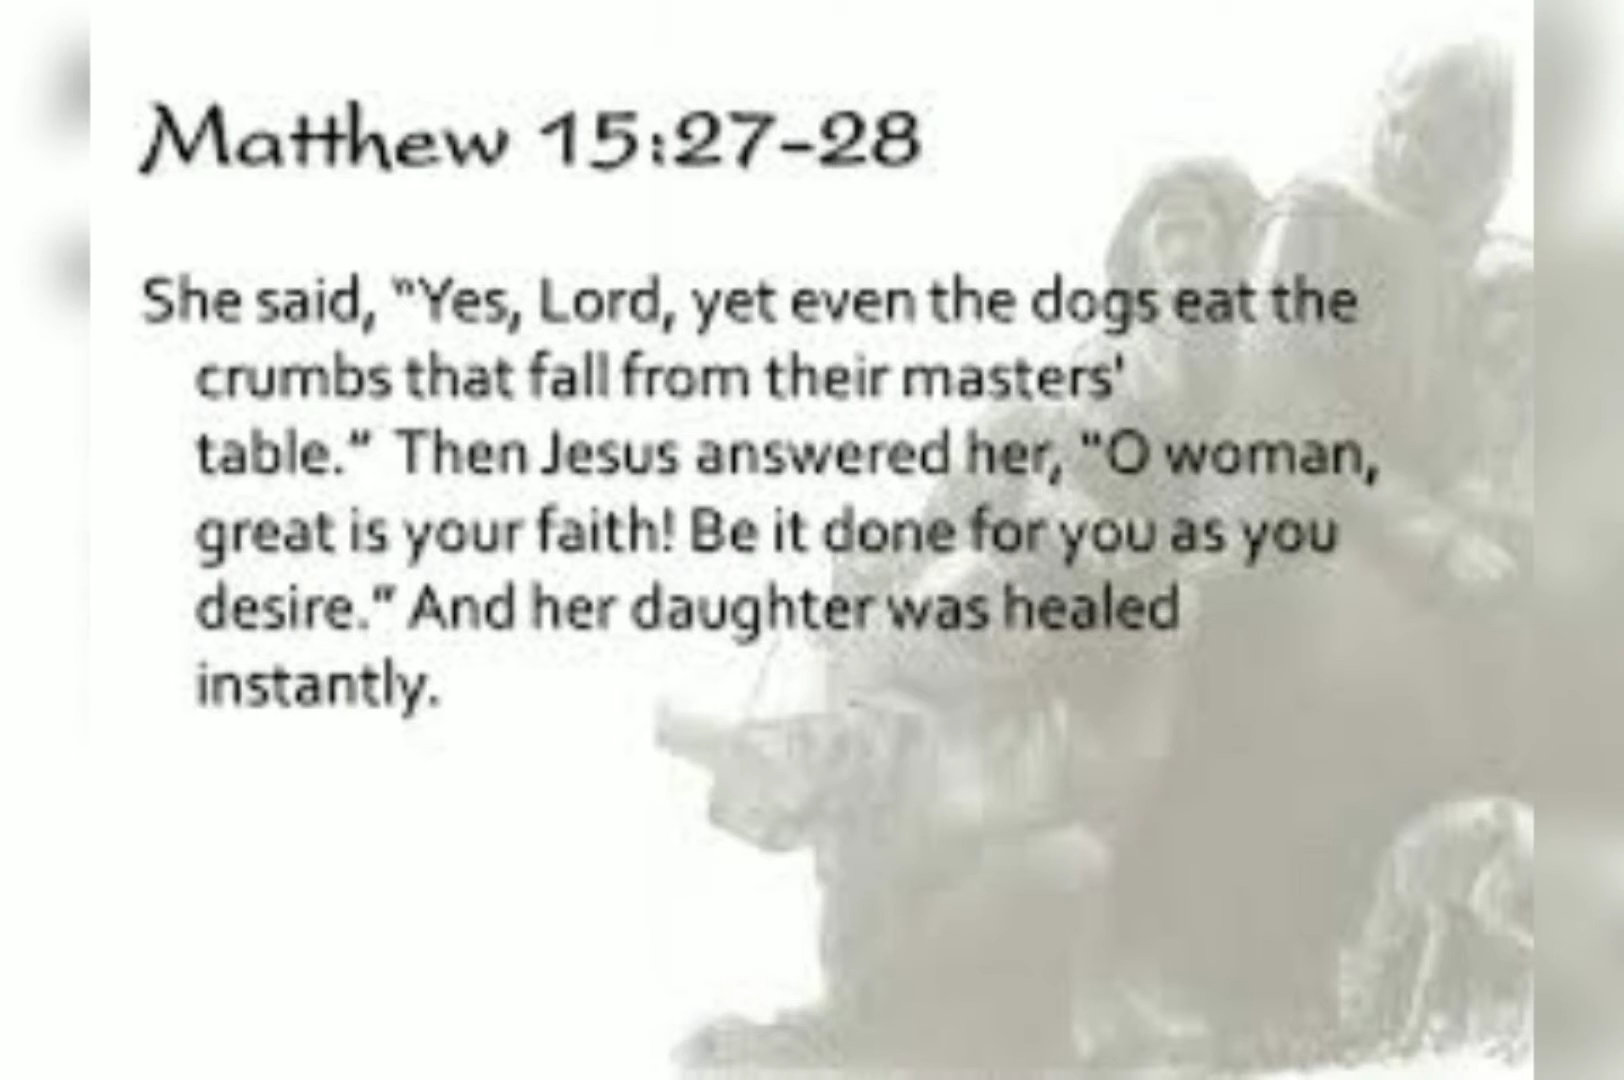 Matthew 15:27-28
She said, "Yes, Lord, yet even the dogs eat the
crumbs that fall from their masters'
table." Then Jesus answered her, "O woman,
great is your faith! Be it done for you as you
desire." And her daughter was healed
instantly.